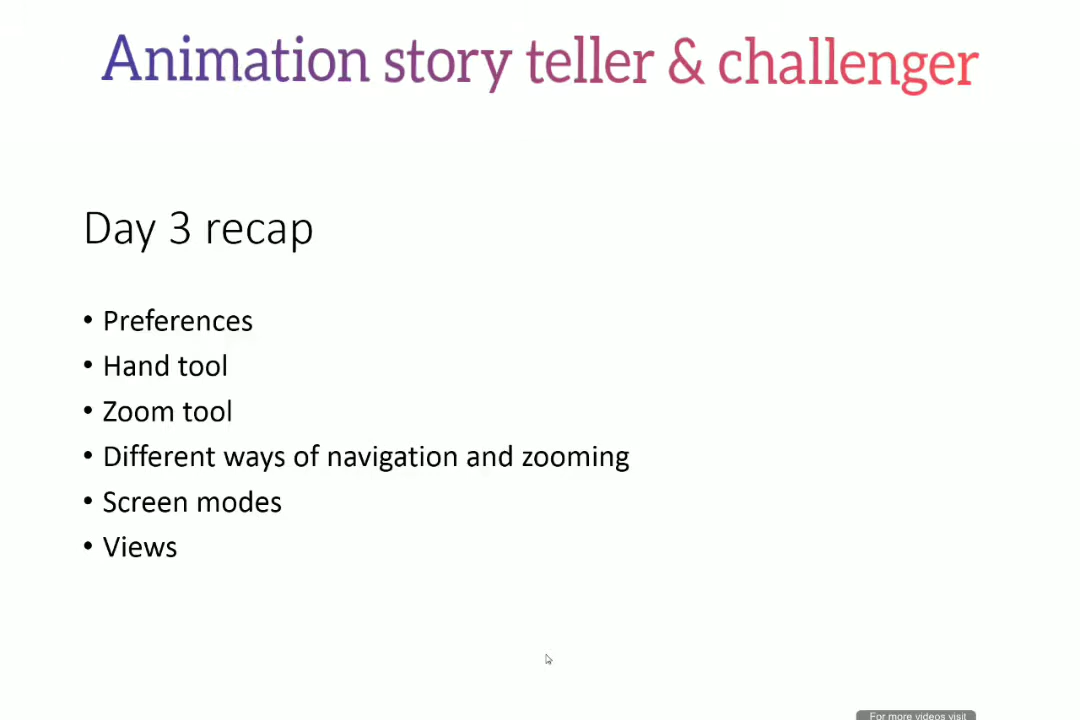 Animation story teller & challenger
Day 3 recap
• Preferences
• Hand tool
• Zoom tool
• Different ways of navigation and zooming
• Screen modes
• Views
For more videos visit